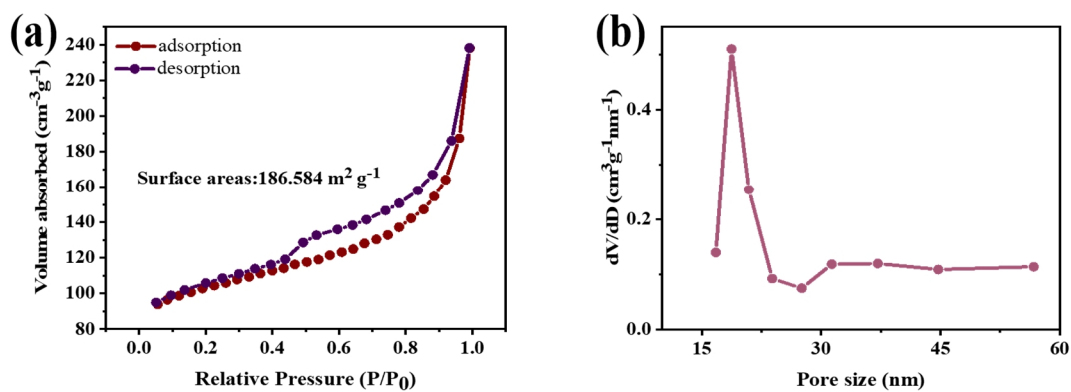 (a)
adsorption
desorption
Surface areas:186.584 m² g⁻¹
Volume absorbed (cm⁻³g⁻¹)
240
220
200
180
160
140
120
100
80
0.0 0.2 0.4 0.6 0.8 1.0
Relative Pressure (P/P₀)
(b)
dV/dD (cm³g⁻¹nm⁻¹)
0.4
0.2
0.0
15 30 45 60
Pore size (nm)